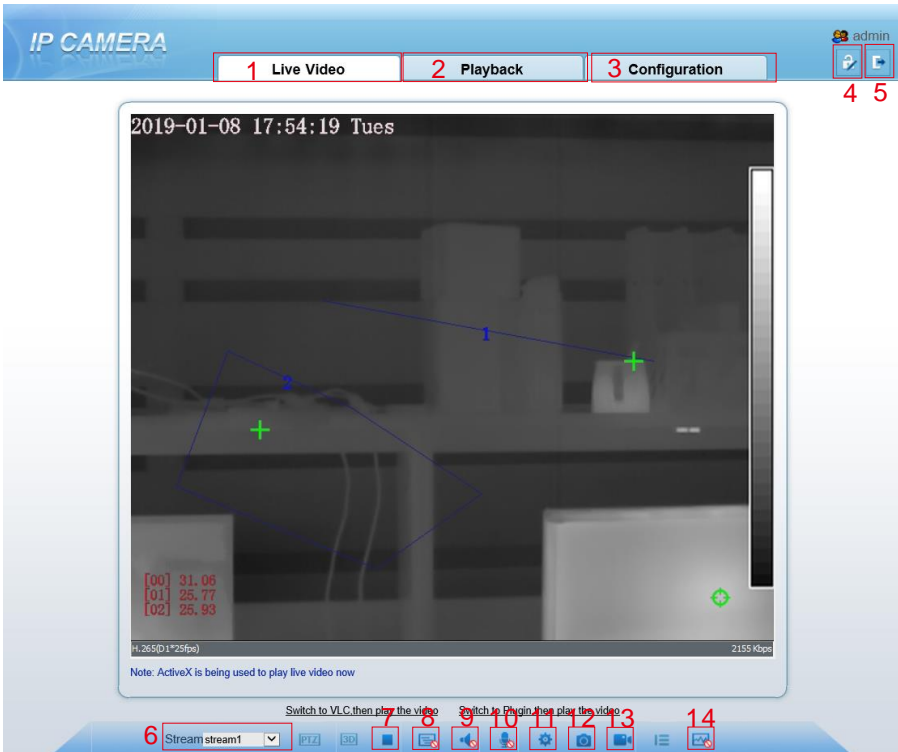 IP CAMERA
admin
1 Live Video 2 Playback 3 Configuration
4 5
2019-01-08 17:54:19 Tues
1
2
[00] 31.06
[01] 25.77
[02] 25.93
H.265(D1*25fps) 2155 Kbps
Note: ActiveX is being used to play live video now
Switch to VLC,then play the video Switch to Plugin,then play the video
6 Stream stream1 PTZ 3D 7 8 9 10 11 12 13 14